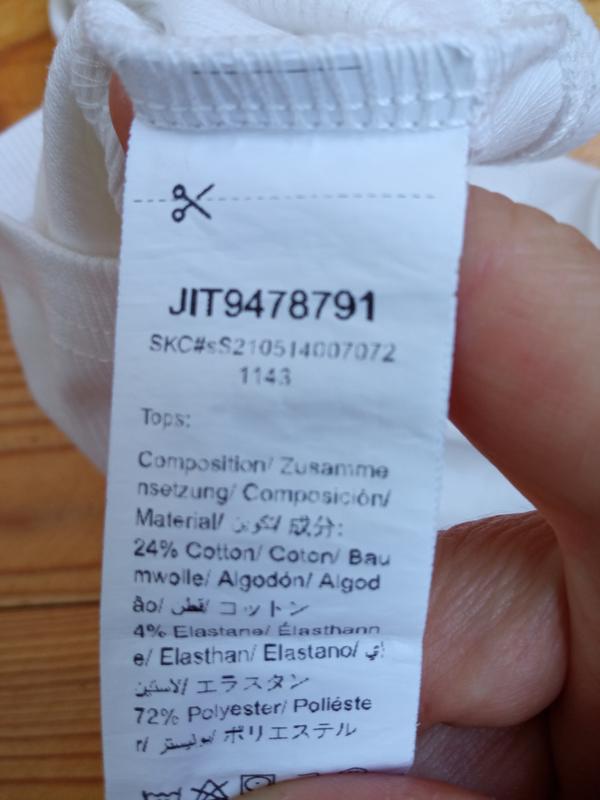 JIT9478791
SKC#sS210514007072
1143
Tops:
Composition/ Zusamme
nsetzung/ Composición/
Material/ تكوين/ 成分:
24% Cotton/ Coton/ Bau
mwolle/ Algodón/ Algod
ão/ قطن/ コットン
4% Elastane/ Élasthann
e/ Elasthan/ Elastano/
الاستين/ エラスタン
72% Polyester/ Poliéste
r/ بوليستر/ ポリエステル